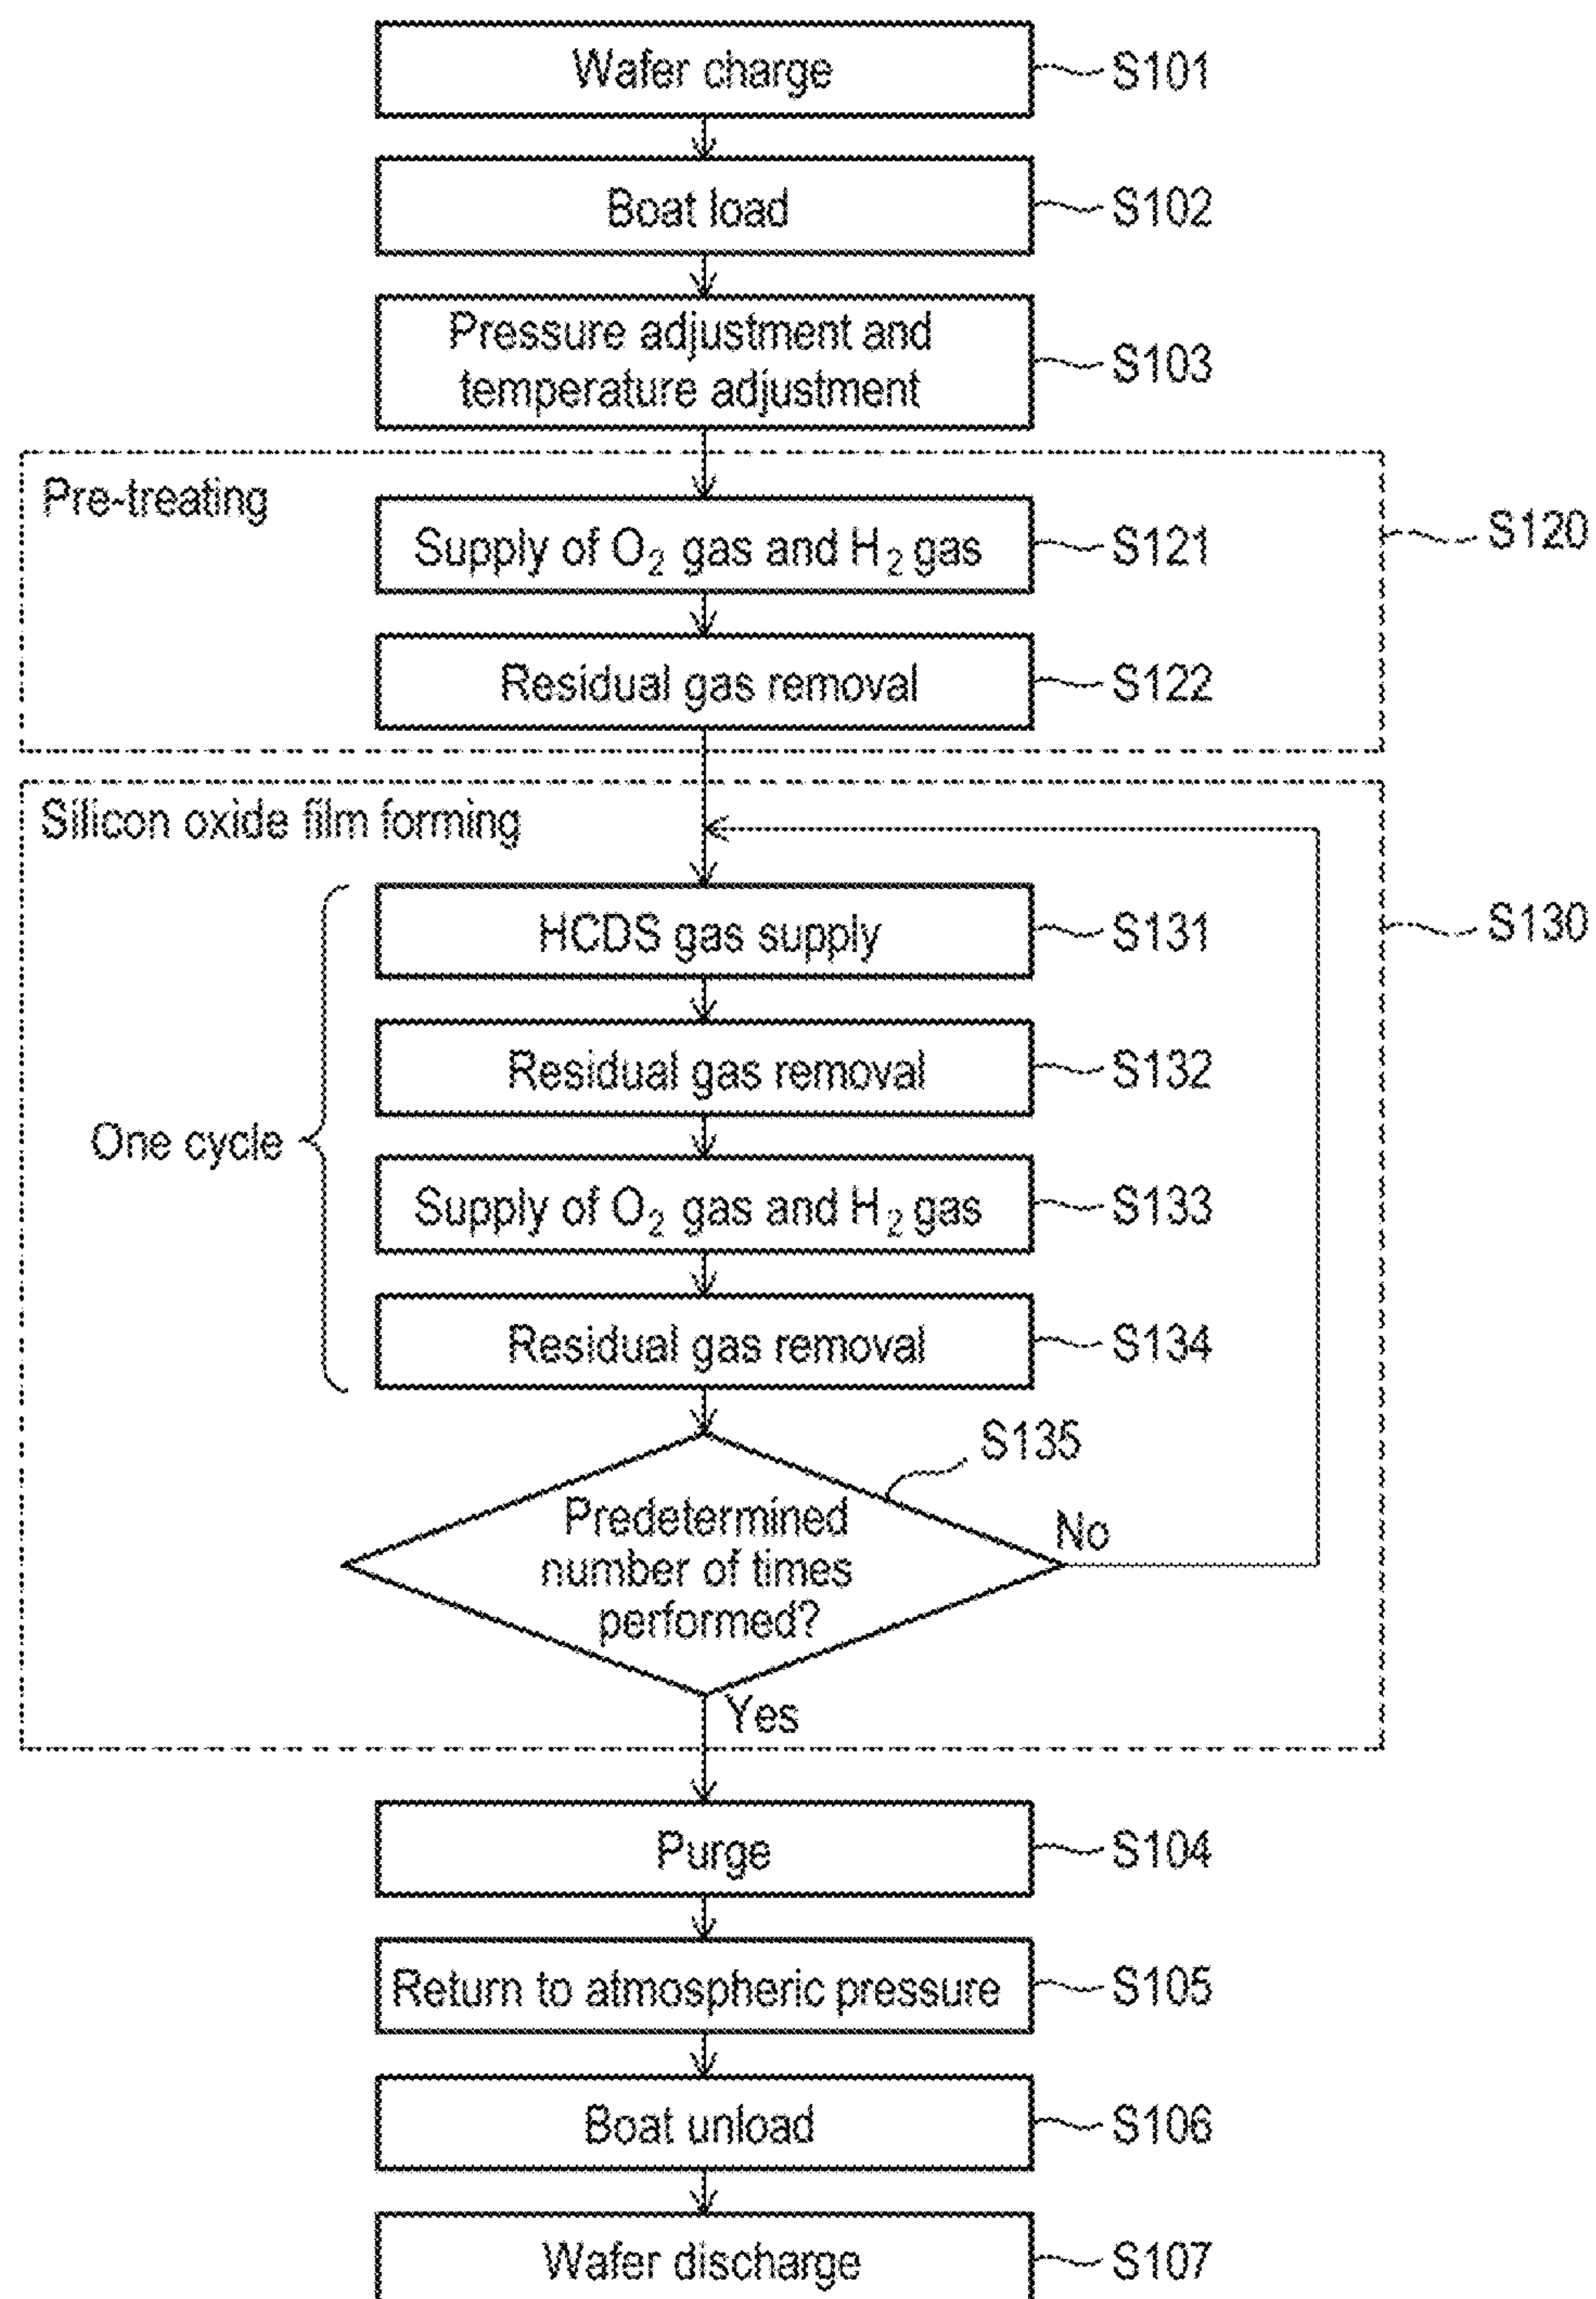 Wafer charge
S101
Boat load
S102
Pressure adjustment and
temperature adjustment
S103
Pre-treating
S120
Supply of O₂ gas and H₂ gas
S121
Residual gas removal
S122
Silicon oxide film forming
S130
One cycle
HCDS gas supply
S131
Residual gas removal
S132
Supply of O₂ gas and H₂ gas
S133
Residual gas removal
S134
S135
Predetermined
number of times
performed?
No
Yes
Purge
S104
Return to atmospheric pressure
S105
Boat unload
S106
Wafer discharge
S107